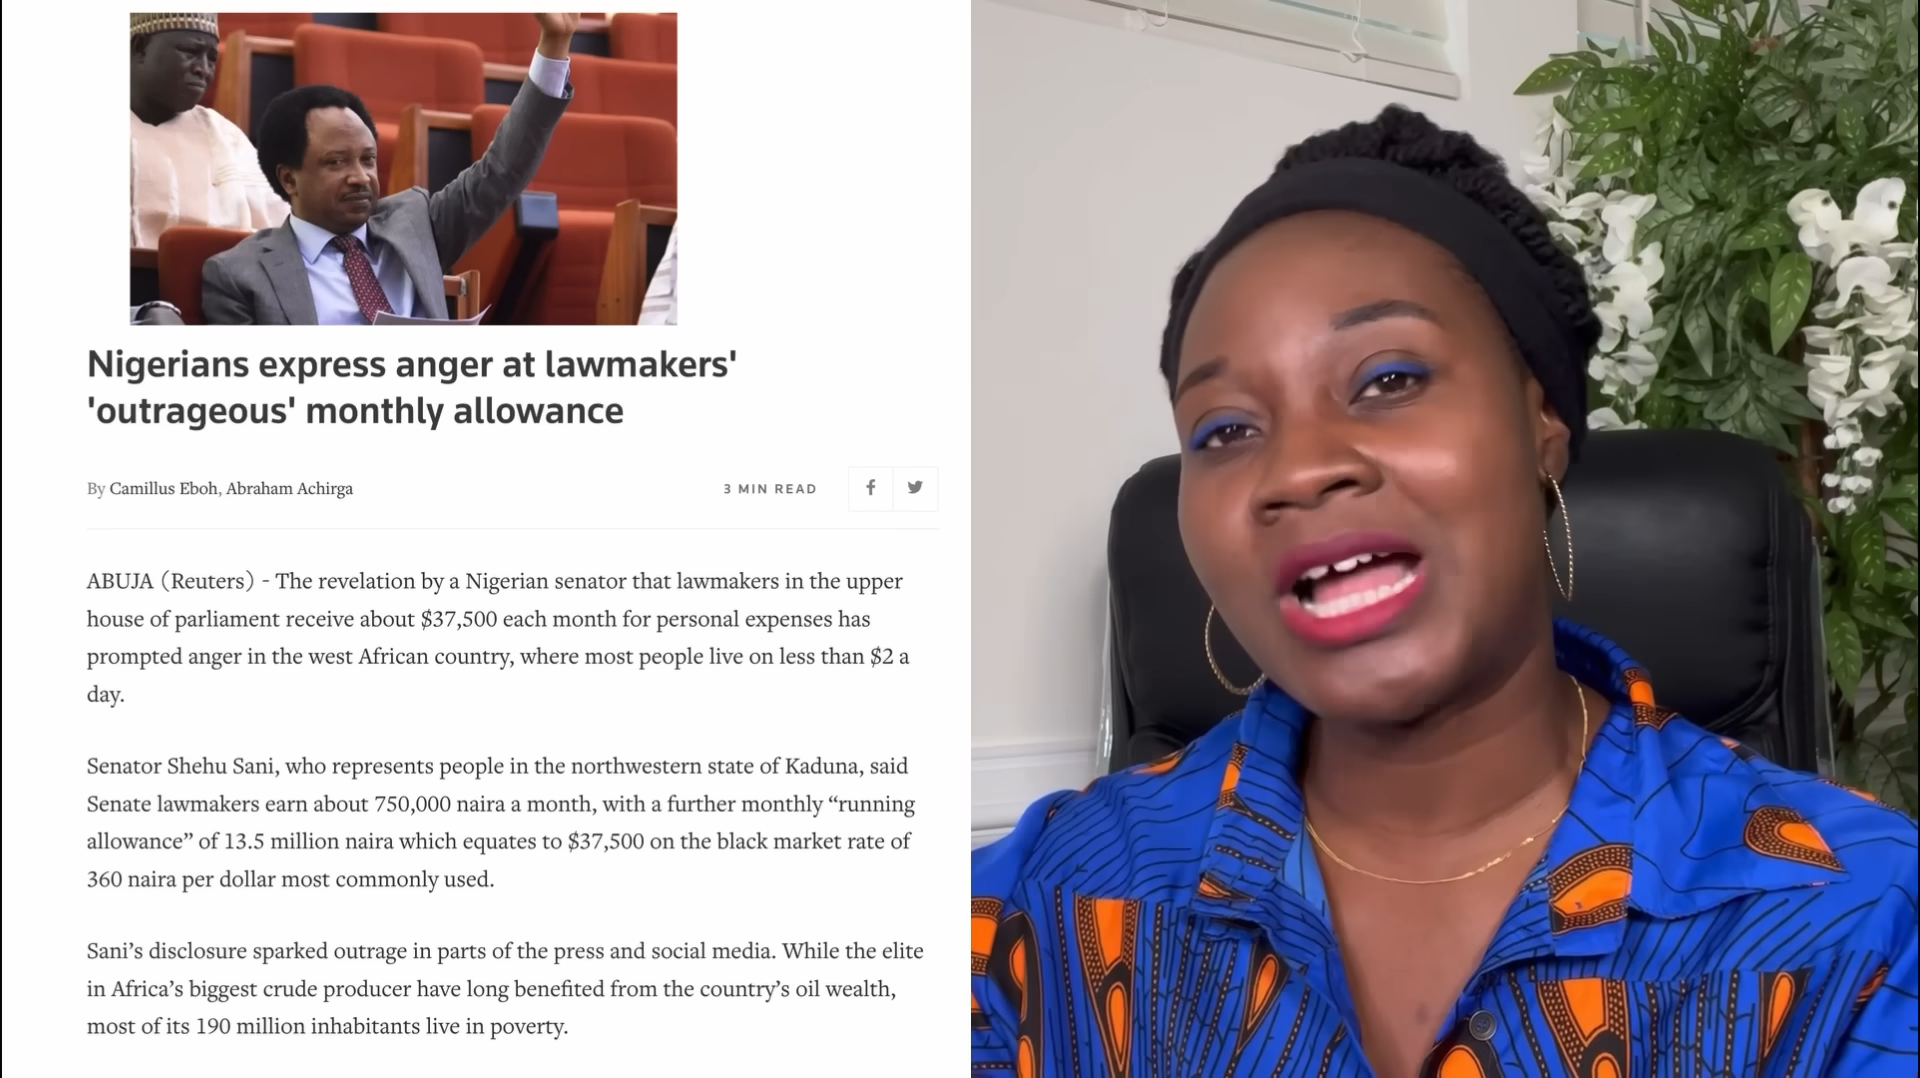 Nigerians express anger at lawmakers'
'outrageous' monthly allowance
By Camillus Eboh, Abraham Achirga
3 MIN READ
ABUJA (Reuters) - The revelation by a Nigerian senator that lawmakers in the upper
house of parliament receive about $37,500 each month for personal expenses has
prompted anger in the west African country, where most people live on less than $2 a
day.
Senator Shehu Sani, who represents people in the northwestern state of Kaduna, said
Senate lawmakers earn about 750,000 naira a month, with a further monthly “running
allowance” of 13.5 million naira which equates to $37,500 on the black market rate of
360 naira per dollar most commonly used.
Sani’s disclosure sparked outrage in parts of the press and social media. While the elite
in Africa’s biggest crude producer have long benefited from the country’s oil wealth,
most of its 190 million inhabitants live in poverty.